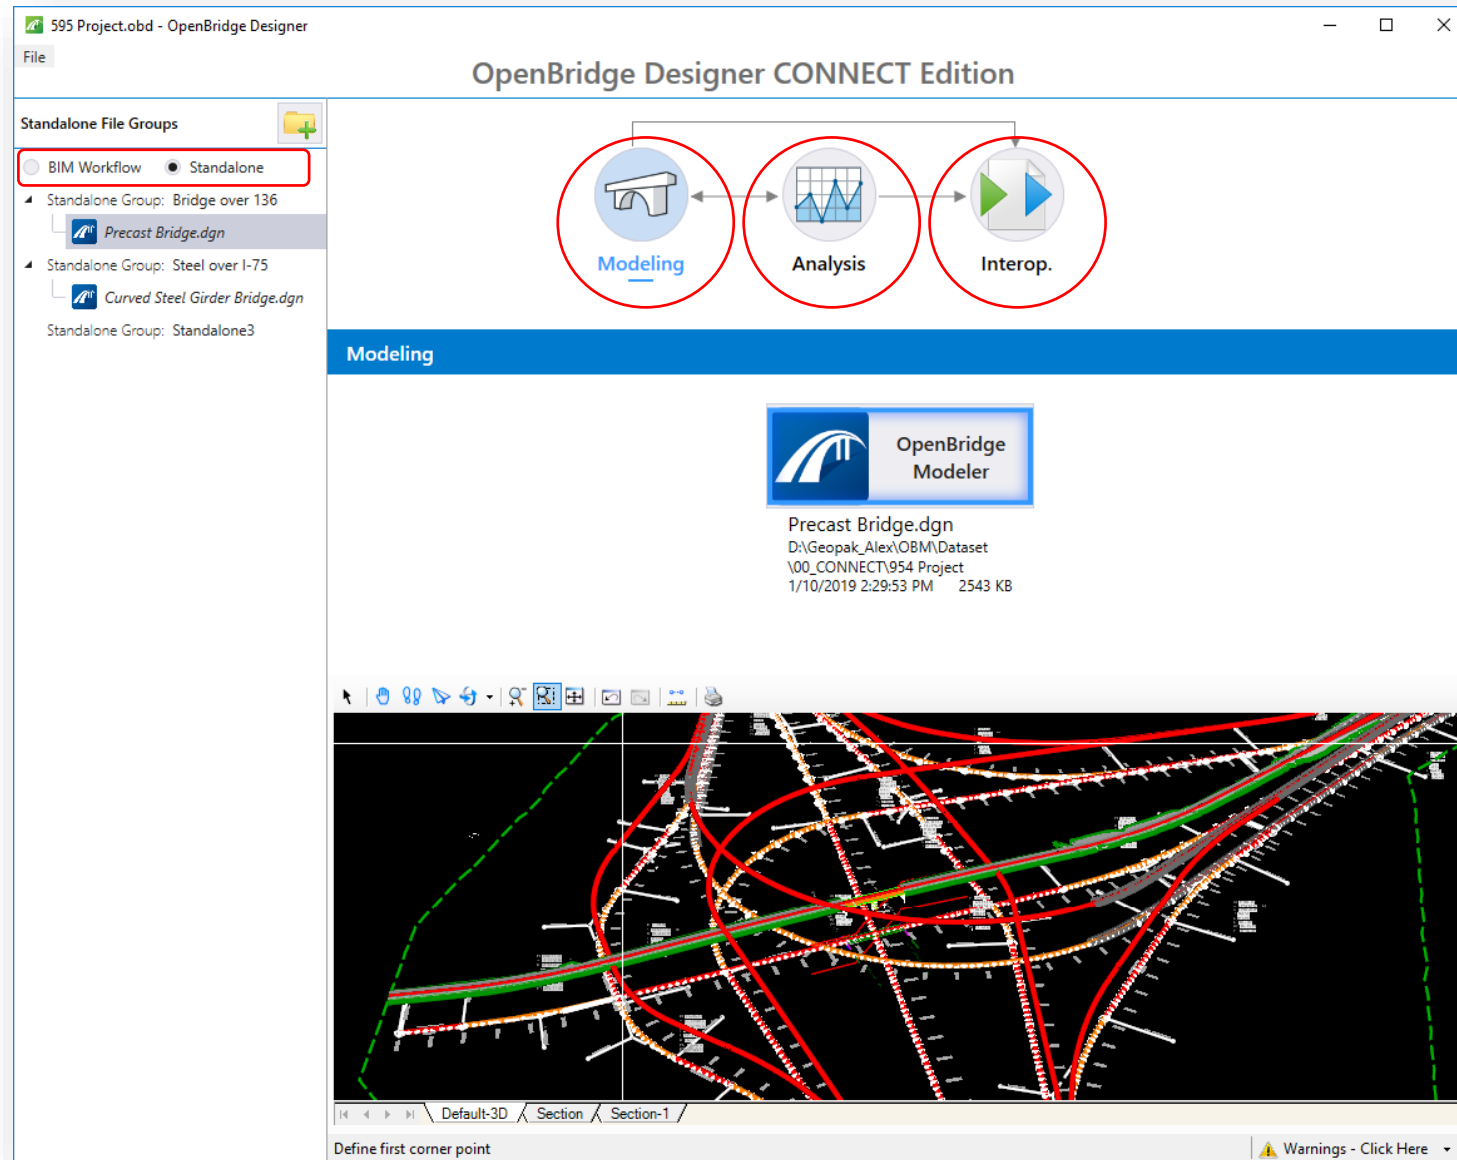 595 Project.obd - OpenBridge Designer
File
OpenBridge Designer CONNECT Edition
Standalone File Groups
BIM Workflow Standalone
Standalone Group: Bridge over 136
Precast Bridge.dgn
Standalone Group: Steel over I-75
Curved Steel Girder Bridge.dgn
Standalone Group: Standalone3
Modeling Analysis Interop.
Modeling
OpenBridge
Modeler
Precast Bridge.dgn
D:\Geopak_Alex\OBM\Dataset
\00_CONNECT\954 Project
1/10/2019 2:29:53 PM 2543 KB
Default-3D Section Section-1
Define first corner point
Warnings - Click Here